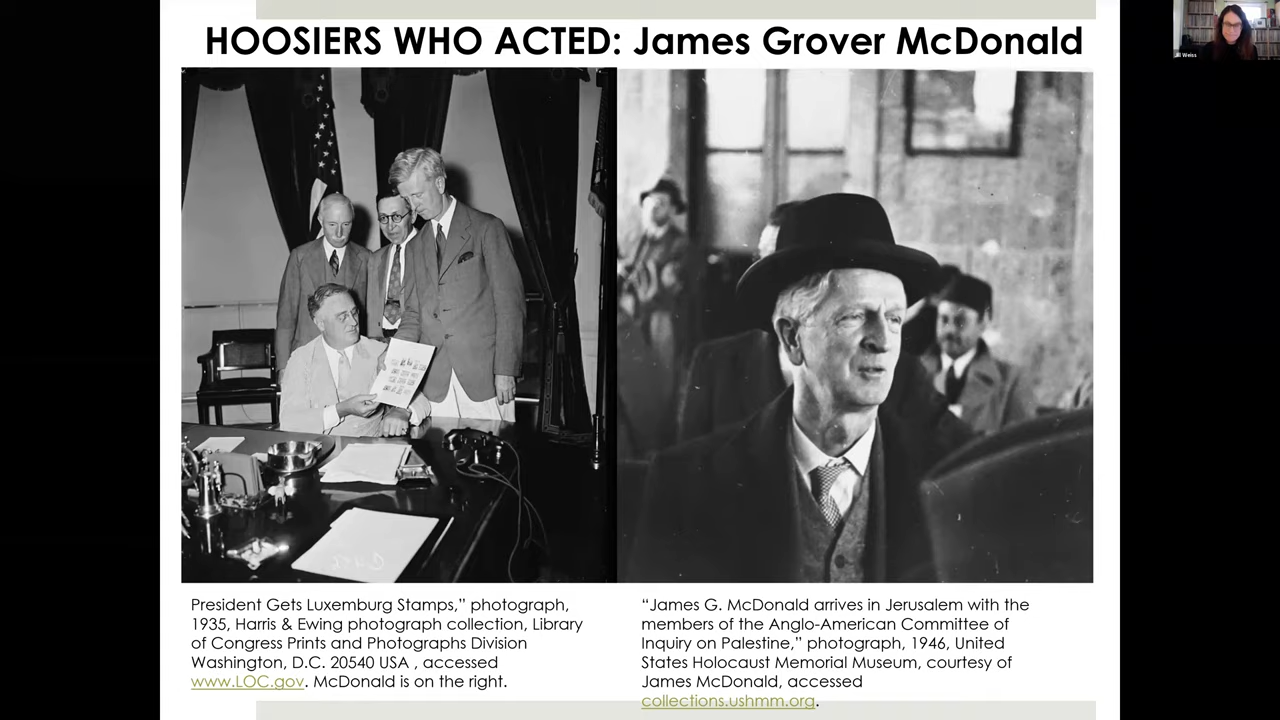 HOOSIERS WHO ACTED: James Grover McDonald
President Gets Luxemburg Stamps,” photograph,
1935, Harris & Ewing photograph collection, Library
of Congress Prints and Photographs Division
Washington, D.C. 20540 USA , accessed
www.LOC.gov. McDonald is on the right.
“James G. McDonald arrives in Jerusalem with the
members of the Anglo-American Committee of
Inquiry on Palestine,” photograph, 1946, United
States Holocaust Memorial Museum, courtesy of
James McDonald, accessed
collections.ushmm.org.
Weiss